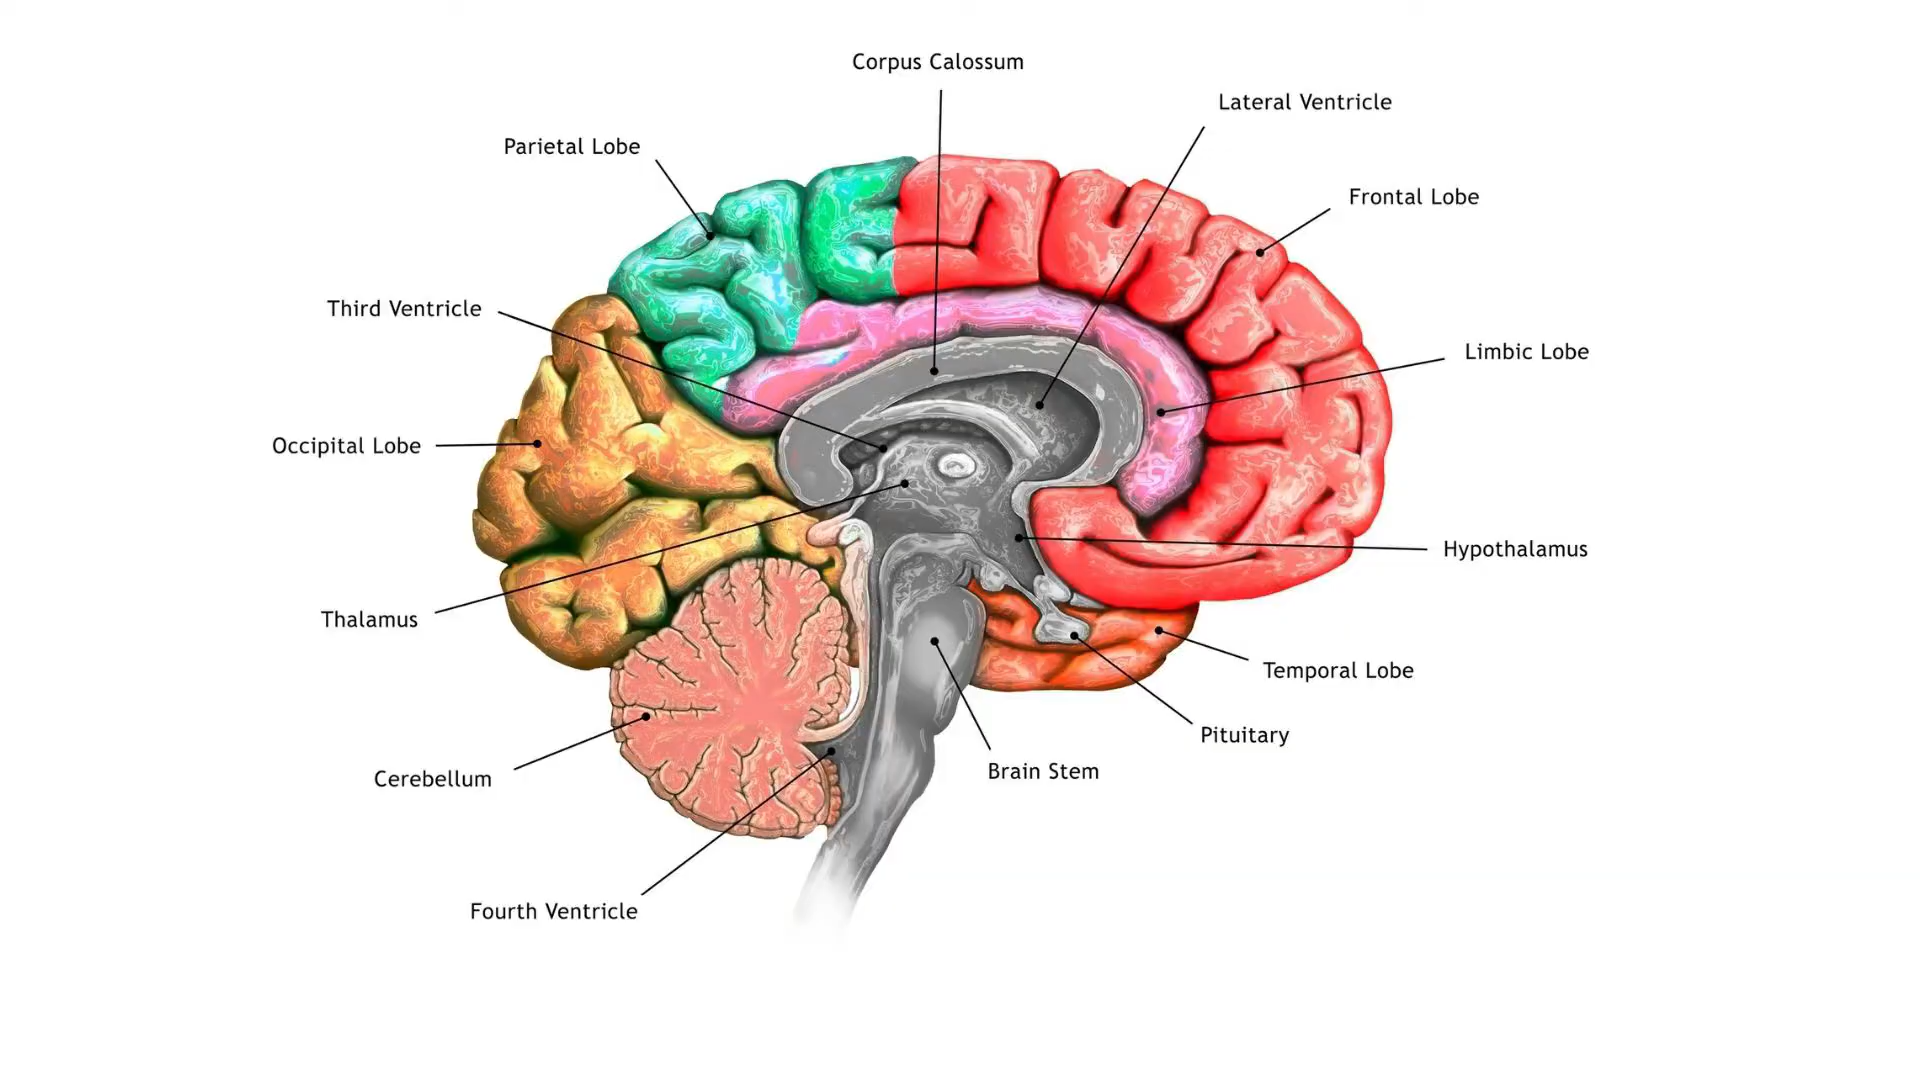 Corpus Calossum
Lateral Ventricle
Parietal Lobe
Frontal Lobe
Third Ventricle
Limbic Lobe
Occipital Lobe
Hypothalamus
Thalamus
Temporal Lobe
Pituitary
Brain Stem
Cerebellum
Fourth Ventricle